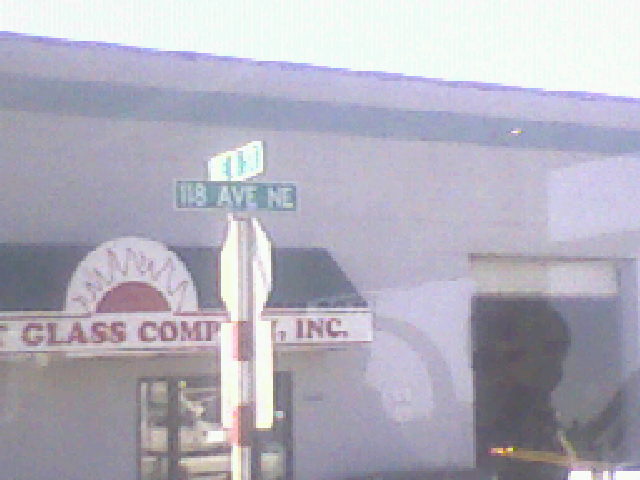 118 AVE NE
GLASS COMP , INC.